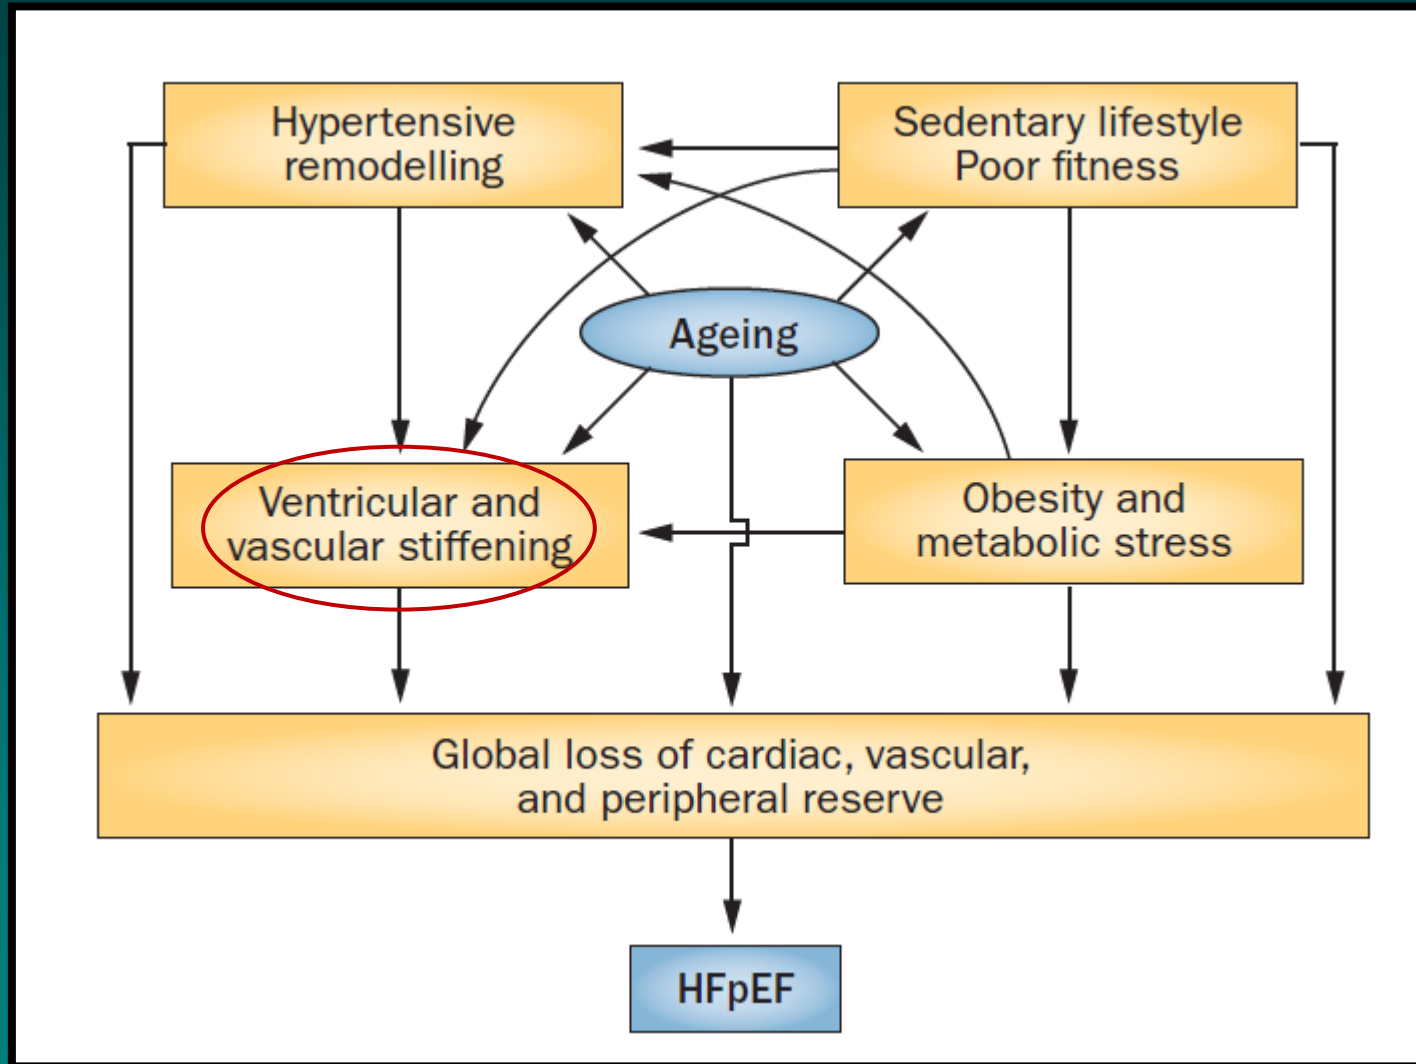 Hypertensive
remodelling
Sedentary lifestyle
Poor fitness
Ageing
Ventricular and
vascular stiffening
Obesity and
metabolic stress
Global loss of cardiac, vascular,
and peripheral reserve
HFpEF